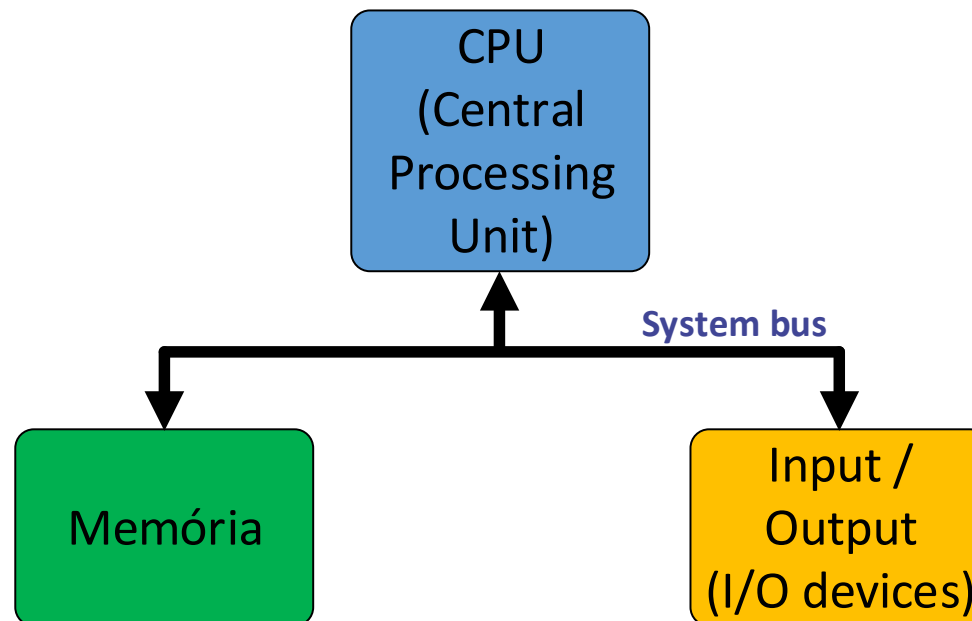 CPU
(Central
Processing
Unit)
System bus
Memória
Input /
Output
(I/O devices)